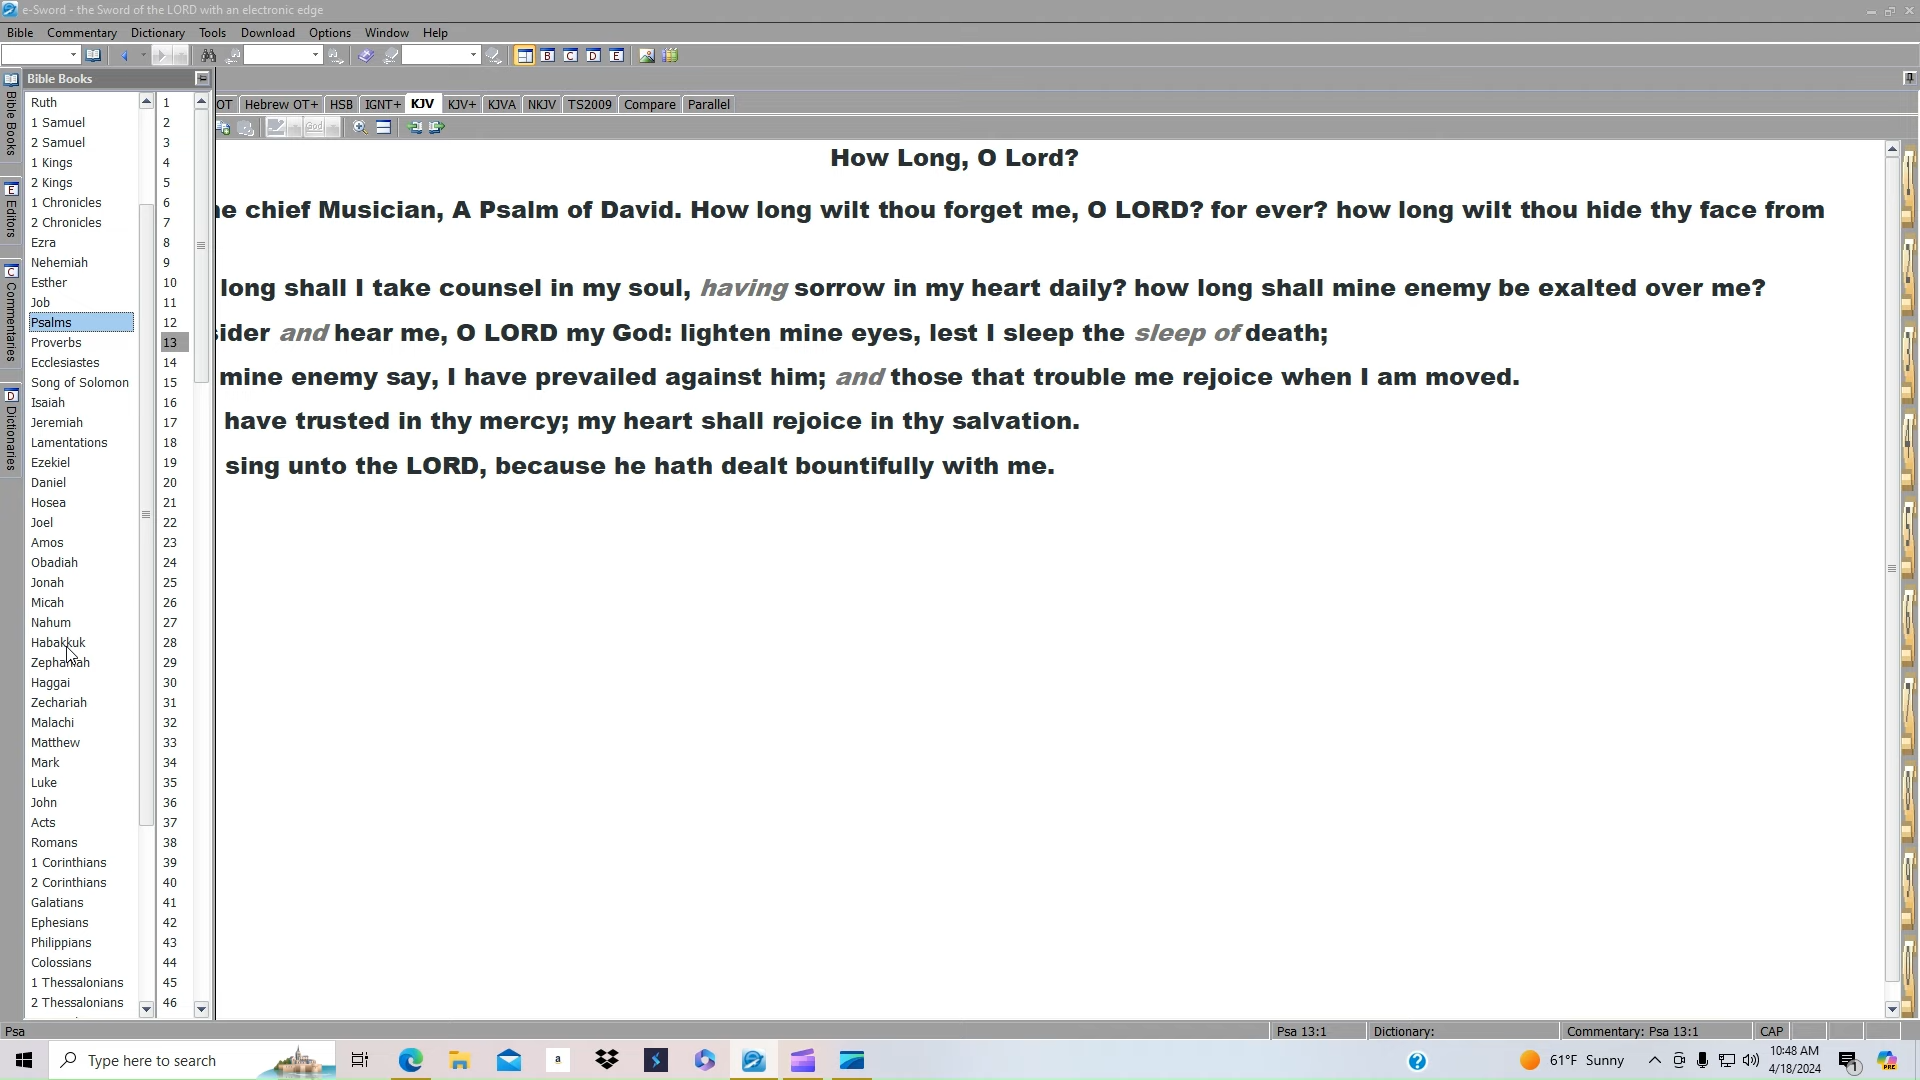 e-Sword - the Sword of the LORD with an electronic edge
Bible Commentary Dictionary Tools Download Options Window Help
B C D E
Bible Books
OT Hebrew OT+ HSB IGNT+ KJV KJV+ KJVA NKJV TS2009 Compare Parallel
God
Bible Books
E Editors
C Commentaries
D Dictionaries
Ruth 1
1 Samuel 2
2 Samuel 3
1 Kings 4
2 Kings 5
1 Chronicles 6
2 Chronicles 7
Ezra 8
Nehemiah 9
Esther 10
Job 11
Psalms 12
Proverbs 13
Ecclesiastes 14
Song of Solomon 15
Isaiah 16
Jeremiah 17
Lamentations 18
Ezekiel 19
Daniel 20
Hosea 21
Joel 22
Amos 23
Obadiah 24
Jonah 25
Micah 26
Nahum 27
Habakkuk 28
Zephaniah 29
Haggai 30
Zechariah 31
Malachi 32
Matthew 33
Mark 34
Luke 35
John 36
Acts 37
Romans 38
1 Corinthians 39
2 Corinthians 40
Galatians 41
Ephesians 42
Philippians 43
Colossians 44
1 Thessalonians 45
2 Thessalonians 46
How Long, O Lord?
he chief Musician, A Psalm of David. How long wilt thou forget me, O LORD? for ever? how long wilt thou hide thy face from
long shall I take counsel in my soul, having sorrow in my heart daily? how long shall mine enemy be exalted over me?
sider and hear me, O LORD my God: lighten mine eyes, lest I sleep the sleep of death;
mine enemy say, I have prevailed against him; and those that trouble me rejoice when I am moved.
have trusted in thy mercy; my heart shall rejoice in thy salvation.
sing unto the LORD, because he hath dealt bountifully with me.
Psa Psa 13:1 Dictionary: Commentary: Psa 13:1 CAP
Type here to search
a
61°F Sunny
10:48 AM
4/18/2024
1
PRE